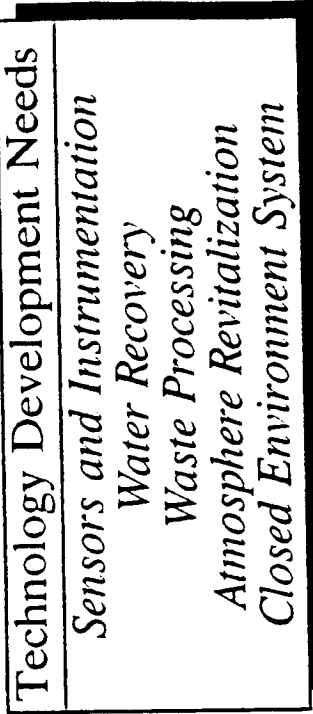 Technology Development Needs
Sensors and Instrumentation
Water Recovery
Waste Processing
Atmosphere Revitalization
Closed Environment System